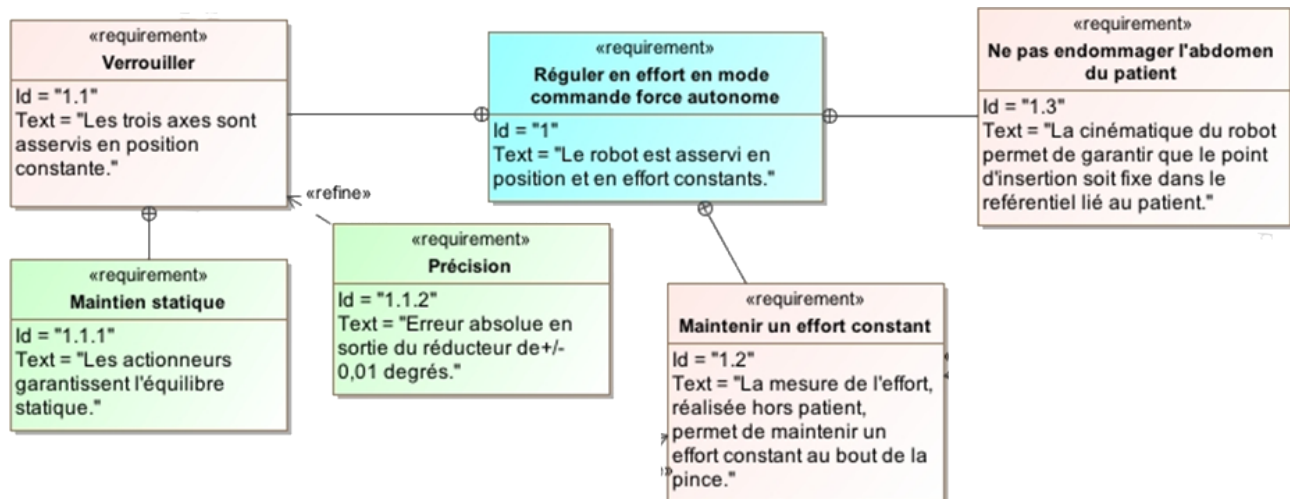 «requirement»
Verrouiller
Id = "1.1"
Text = "Les trois axes sont
asservis en position
constante."
«requirement»
Réguler en effort en mode
commande force autonome
Id = "1"
Text = "Le robot est asservi en
position et en effort constants."
«requirement»
Ne pas endommager l'abdomen
du patient
Id = "1.3"
Text = "La cinématique du robot
permet de garantir que le point
d'insertion soit fixe dans le
reférentiel lié au patient."
«refine»
«requirement»
Maintien statique
Id = "1.1.1"
Text = "Les actionneurs
garantissent l'équilibre
statique."
«requirement»
Précision
Id = "1.1.2"
Text = "Erreur absolue en
sortie du réducteur de+/-
0,01 degrés."
«requirement»
Maintenir un effort constant
Id = "1.2"
Text = "La mesure de l'effort,
réalisée hors patient,
permet de maintenir un
effort constant au bout de la
pince."